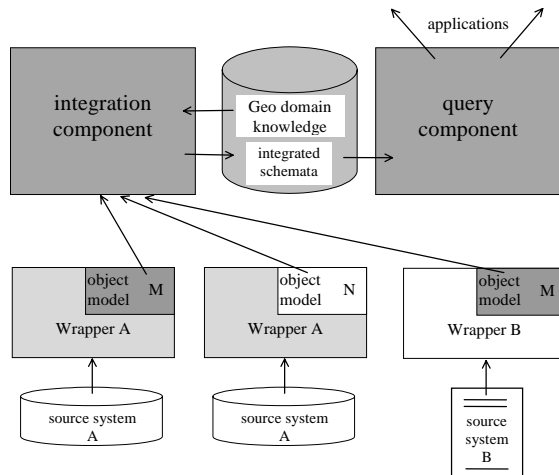 applications
integration
component
Geo domain
knowledge
integrated
schemata
query
component
object
model M
Wrapper A
object
model N
Wrapper A
object
model M
Wrapper B
source system
A
source system
A
source
system
B